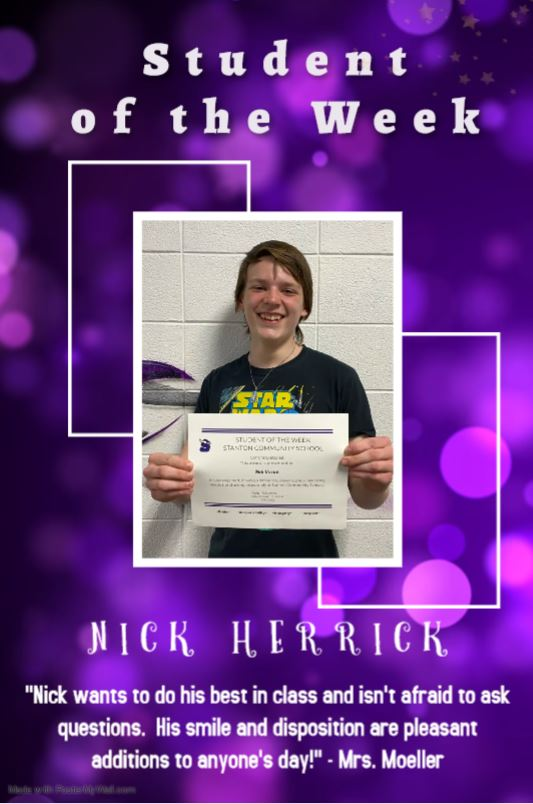 Student
of the Week
STAR
WARS
STUDENT OF THE WEEK
STANTON COMMUNITY SCHOOL
NICK HERRICK
"Nick wants to do his best in class and isn't afraid to ask
questions. His smile and disposition are pleasant
additions to anyone's day!" - Mrs. Moeller
Made with PosterMyWall.com